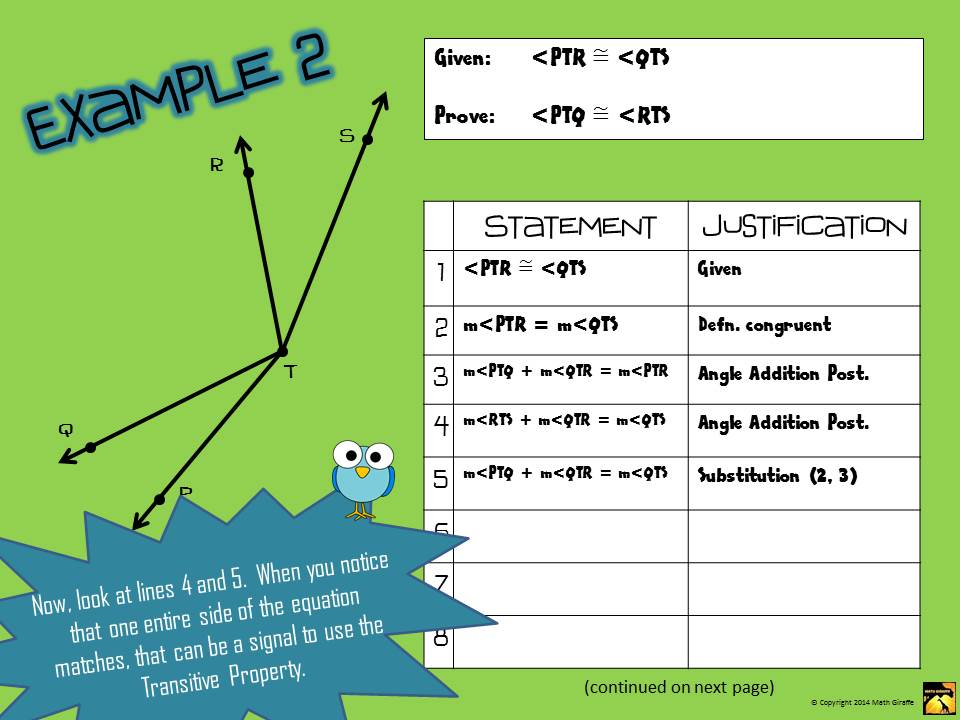 EXAMPLE 2
Given: <PTR ≅ <QTS
Prove: <PTQ ≅ <RTS
R
S
T
Q
P
STATEMENT JUSTIFICATION
1 <PTR ≅ <QTS Given
2 m<PTR = m<QTS Defn. congruent
3 m<PTQ + m<QTR = m<PTR Angle Addition Post.
4 m<RTS + m<QTR = m<QTS Angle Addition Post.
5 m<PTQ + m<QTR = m<QTS Substitution (2, 3)
6
7
8
Now, look at lines 4 and 5. When you notice
that one entire side of the equation
matches, that can be a signal to use the
Transitive Property.
(continued on next page)
© Copyright 2014 Math Giraffe
MATH GIRAFFE